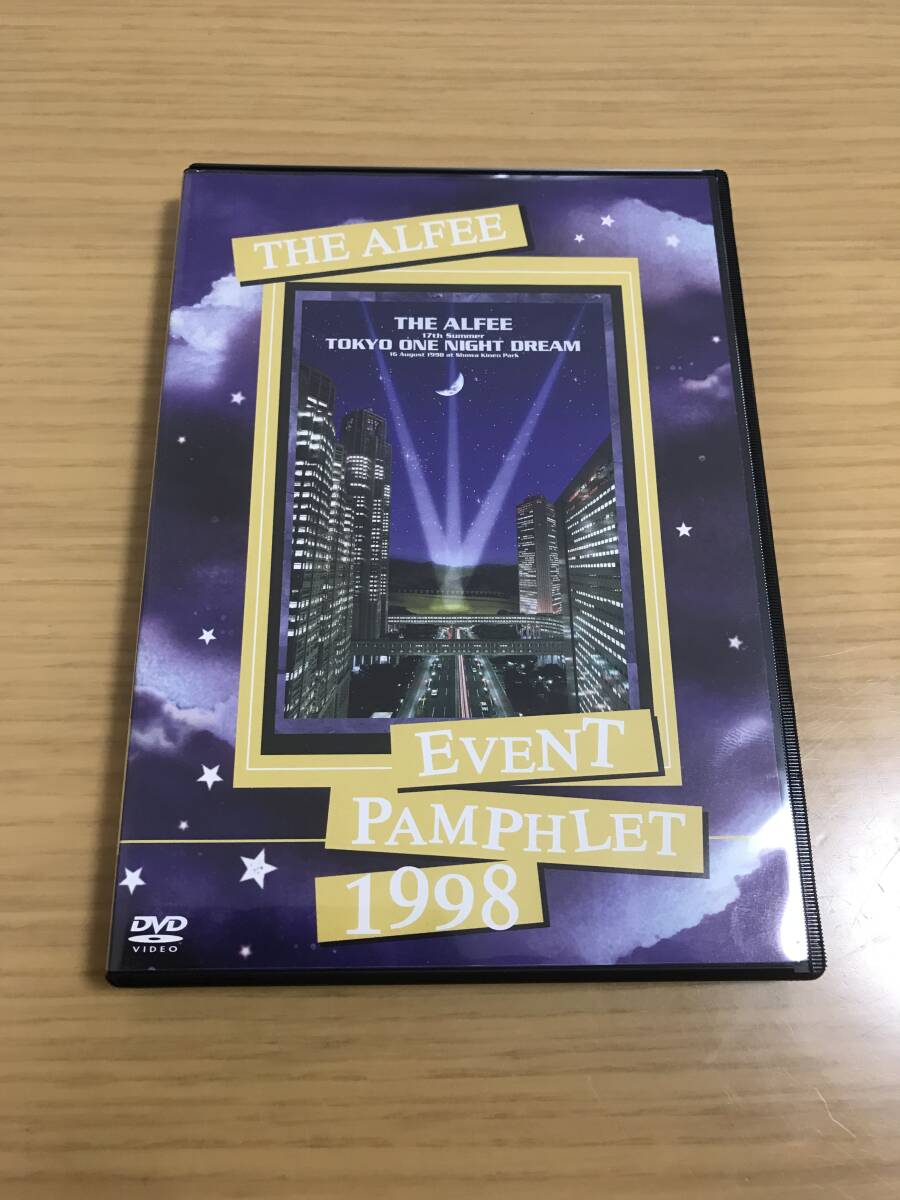 THE ALFEE
THE ALFEE
17th Summer
TOKYO ONE NIGHT DREAM
16 August 1998 at Showa Kinen Park
EVENT
PAMPHLET
1998
DVD
VIDEO